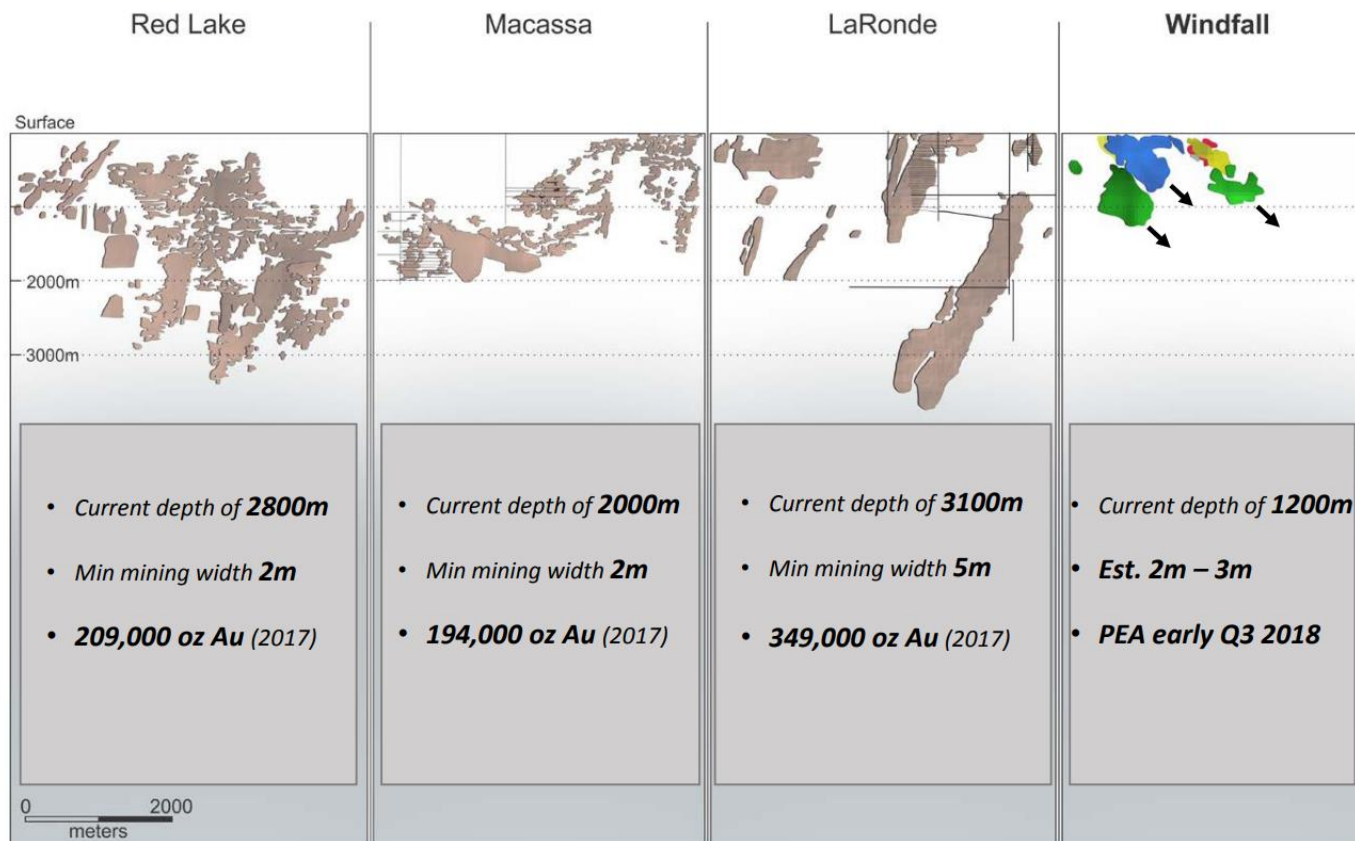 Red Lake
Macassa
LaRonde
Windfall
Surface
2000m
3000m
• Current depth of 2800m
• Min mining width 2m
• 209,000 oz Au (2017)
• Current depth of 2000m
• Min mining width 2m
• 194,000 oz Au (2017)
• Current depth of 3100m
• Min mining width 5m
• 349,000 oz Au (2017)
• Current depth of 1200m
• Est. 2m – 3m
• PEA early Q3 2018
0 2000
meters